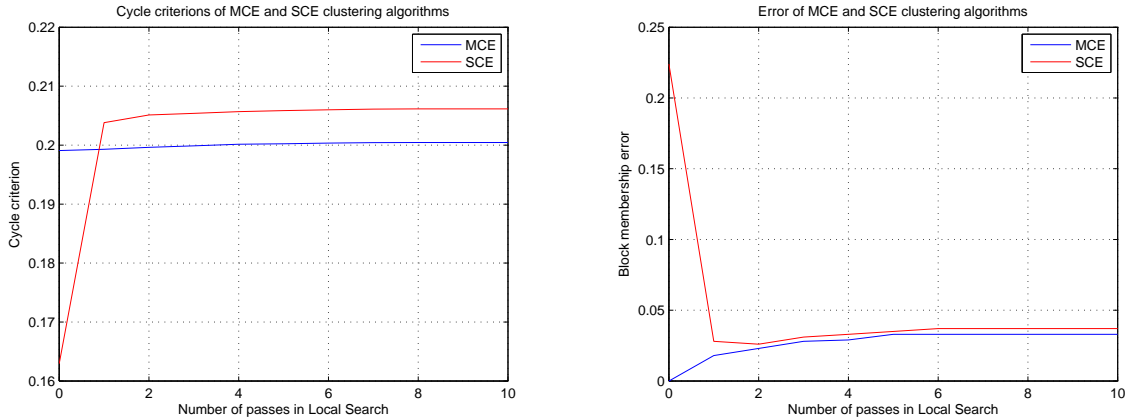 Cycle criterions of MCE and SCE clustering algorithms
0.22
0.21
0.20
0.19
0.18
0.17
0.16
Cycle criterion
MCE
SCE
0 2 4 6 8 10
Number of passes in Local Search
Error of MCE and SCE clustering algorithms
0.25
0.2
0.15
0.1
0.05
0
Block membership error
MCE
SCE
0 2 4 6 8 10
Number of passes in Local Search